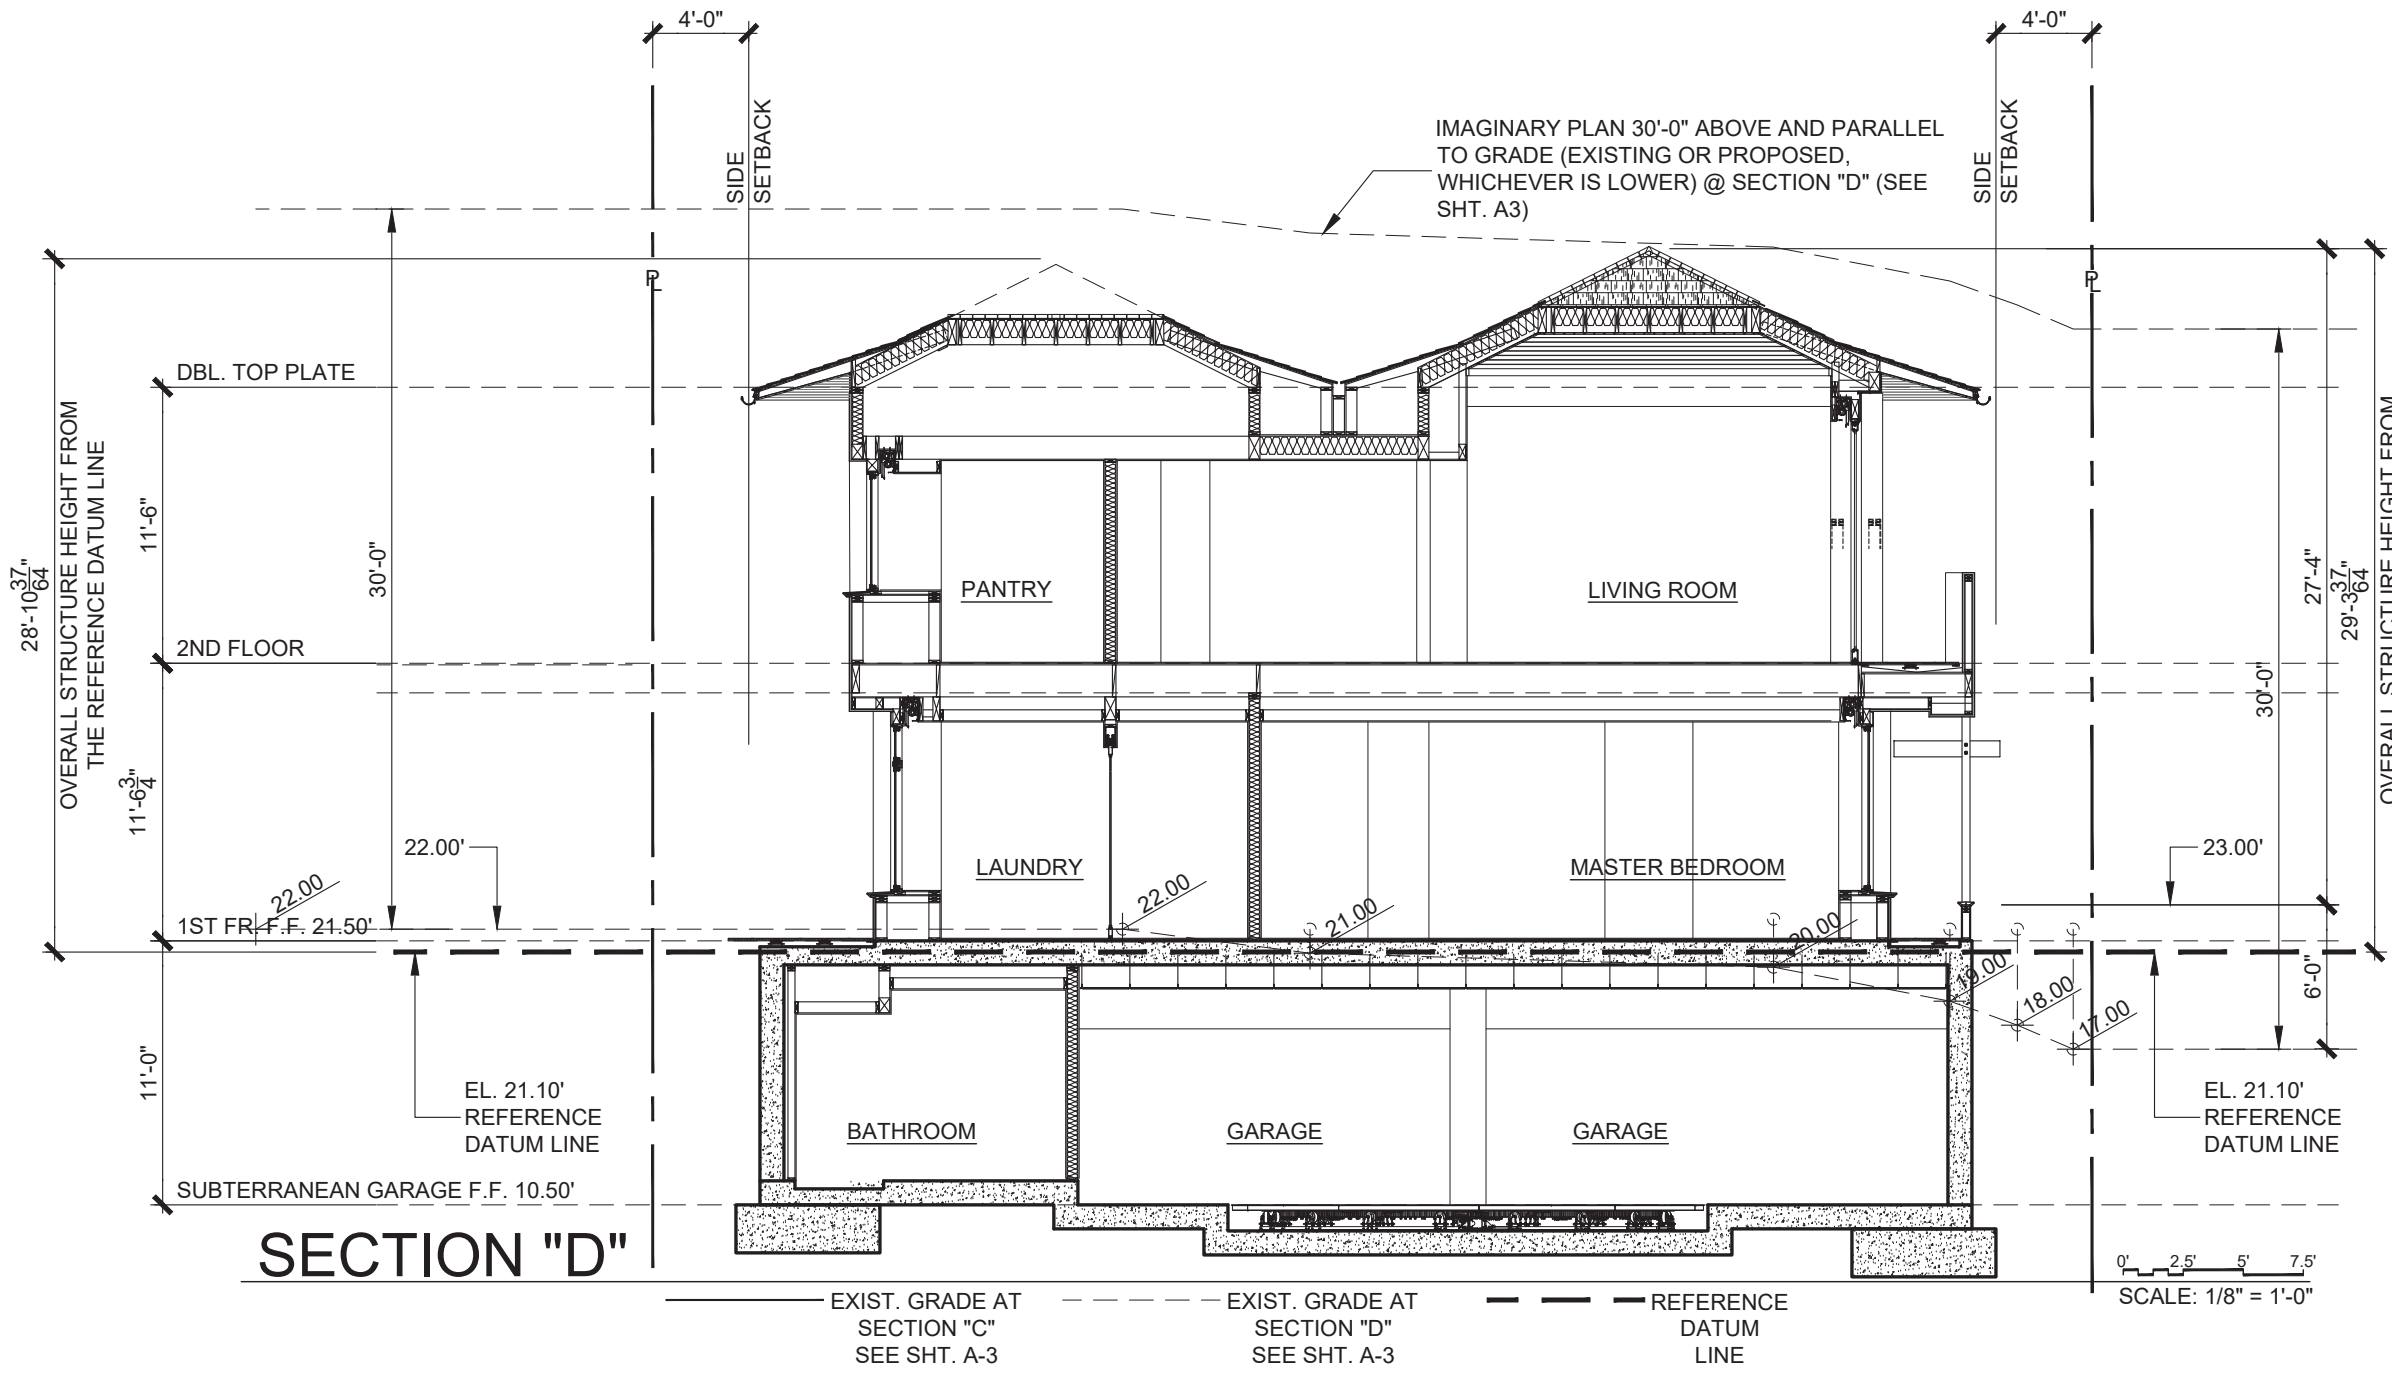 4'-0"
4'-0"
SIDE
SETBACK
SIDE
SETBACK
IMAGINARY PLAN 30'-0" ABOVE AND PARALLEL
TO GRADE (EXISTING OR PROPOSED,
WHICHEVER IS LOWER) @ SECTION "D" (SEE
SHT. A3)
PL
PL
DBL. TOP PLATE
28'-10 37/64"
OVERALL STRUCTURE HEIGHT FROM
THE REFERENCE DATUM LINE
11'-6"
30'-0"
27'-4"
29'-3 37/64"
OVERALL STRUCTURE HEIGHT FROM
PANTRY
LIVING ROOM
2ND FLOOR
11'-6 3/4"
30'-0"
22.00'
23.00'
LAUNDRY
MASTER BEDROOM
22.00
22.00
21.00
20.00
19.00
18.00
17.00
1ST FR. F.F. 21.50'
6'-0"
11'-0"
EL. 21.10'
REFERENCE
DATUM LINE
EL. 21.10'
REFERENCE
DATUM LINE
BATHROOM
GARAGE
GARAGE
SUBTERRANEAN GARAGE F.F. 10.50'
SECTION "D"
0' 2.5' 5' 7.5'
SCALE: 1/8" = 1'-0"
EXIST. GRADE AT
SECTION "C"
SEE SHT. A-3
EXIST. GRADE AT
SECTION "D"
SEE SHT. A-3
REFERENCE
DATUM
LINE